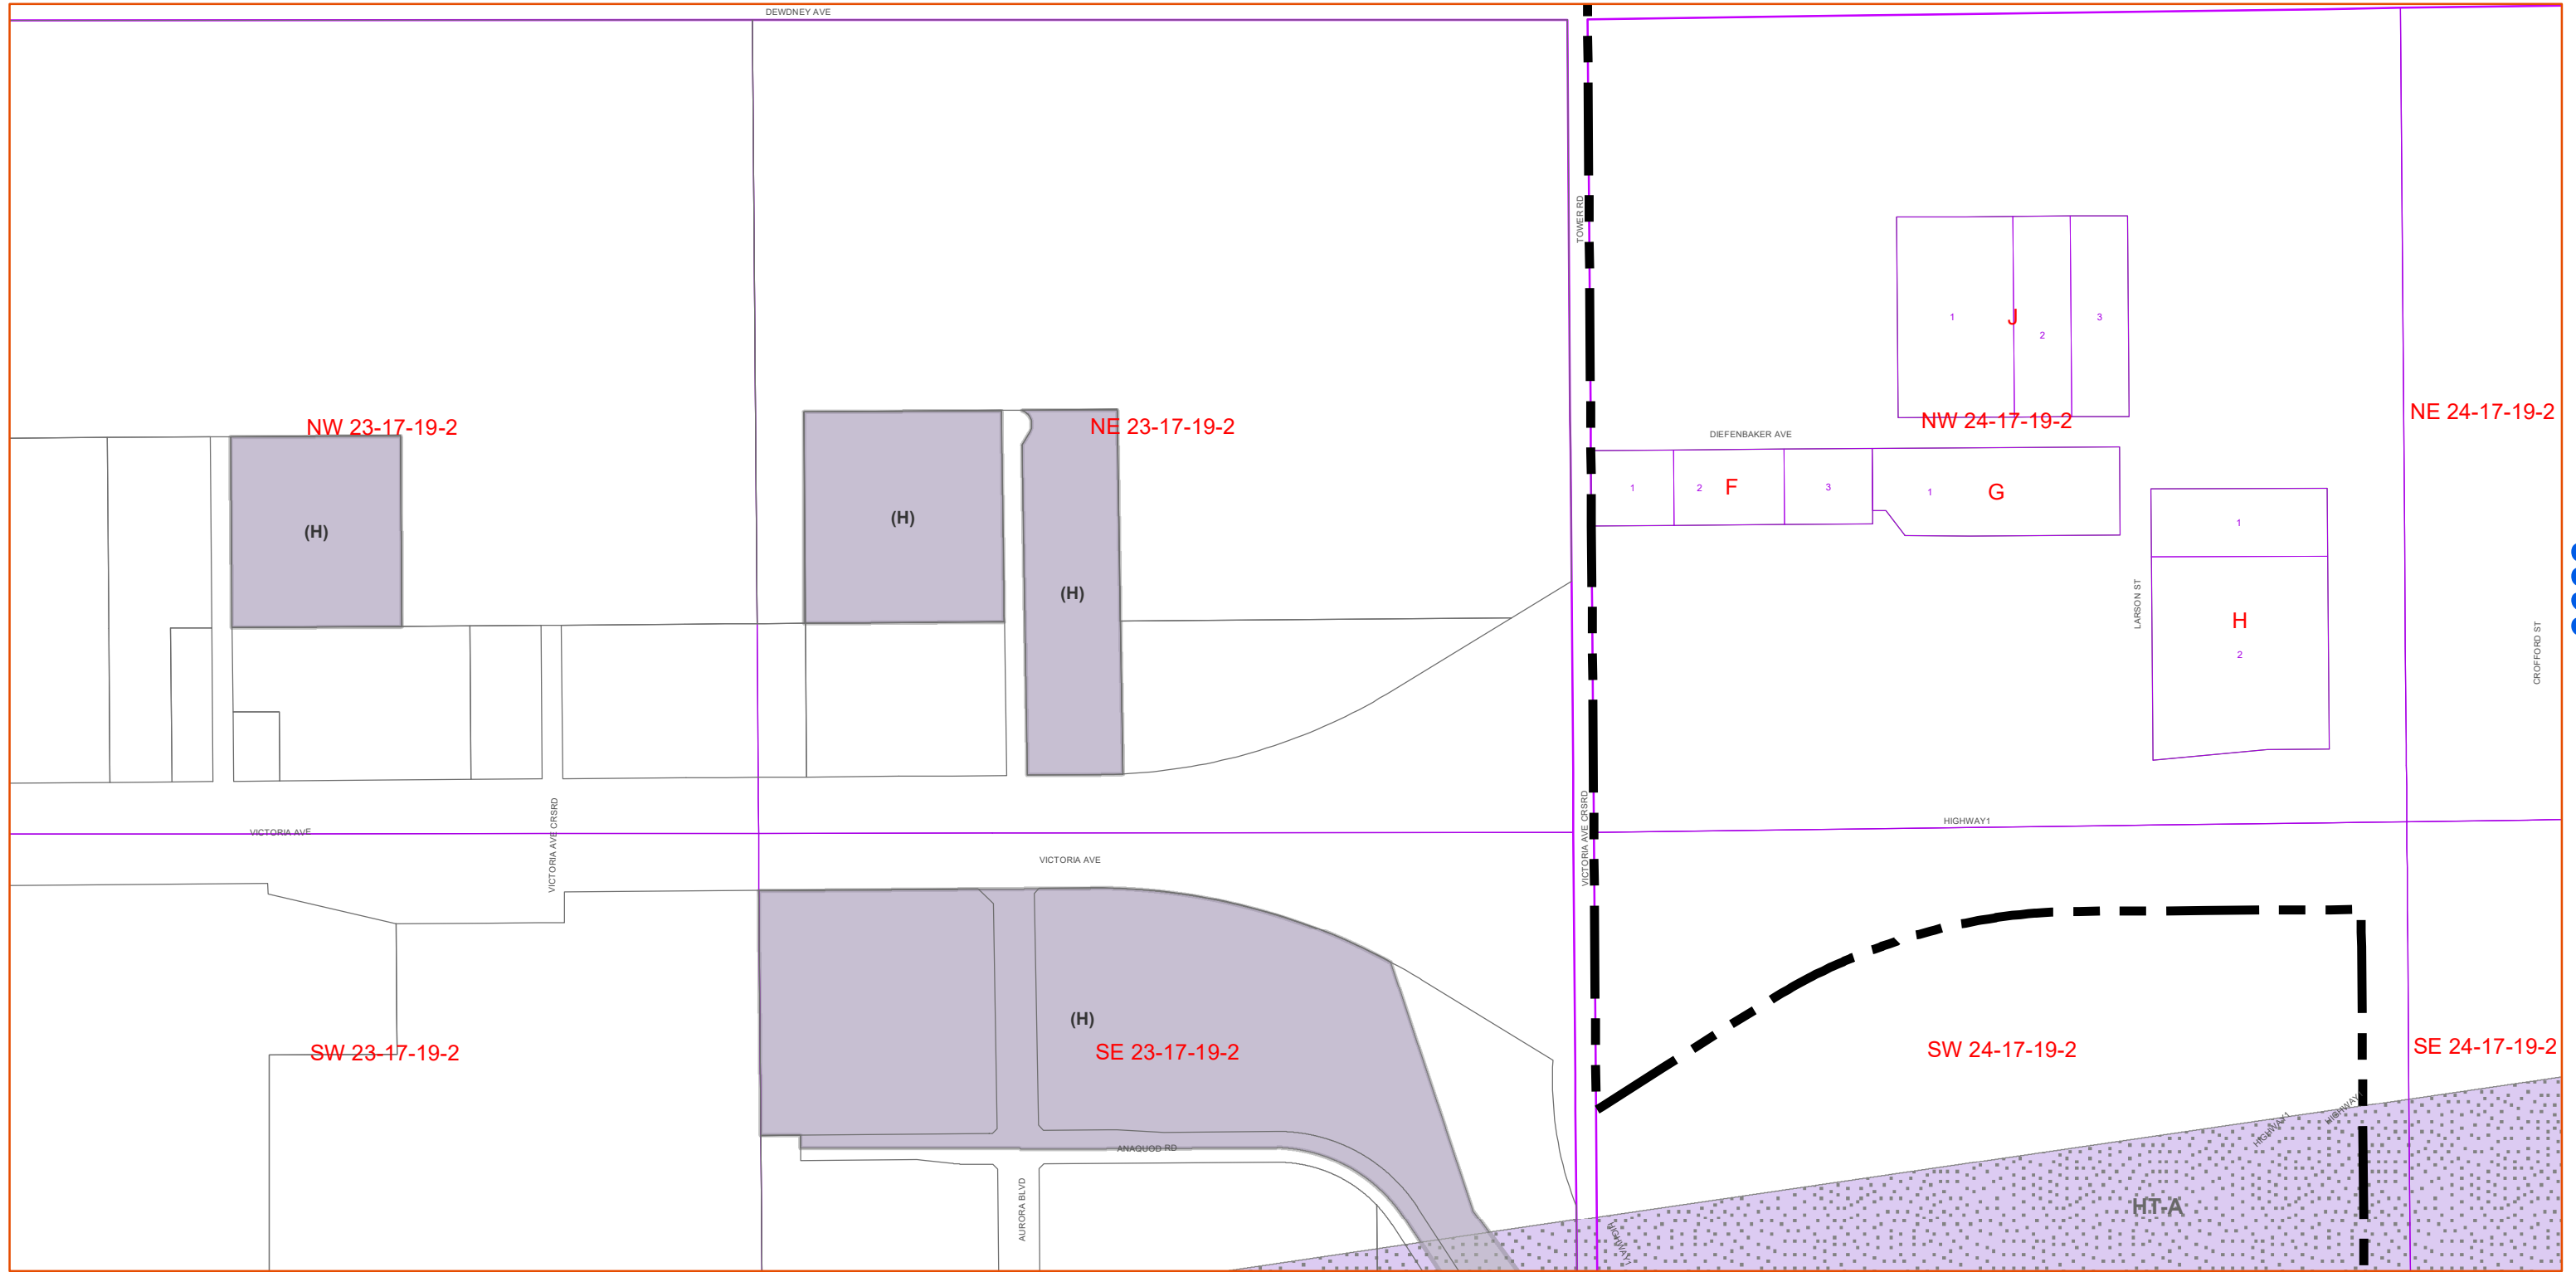 DEWDNEY AVE
TOWER RD
1
J
2
3
NW 23-17-19-2
NE 23-17-19-2
NW 24-17-19-2
NE 24-17-19-2
DIEFENBAKER AVE
1
2
F
3
1
G
(H)
(H)
(H)
1
LARSON ST
H
2
CROFFORD ST
VICTORIA AVE
VICTORIA AVE CRSRD
VICTORIA AVE
VICTORIA AVE CRSRD
HIGHWAY1
(H)
SW 23-17-19-2
SE 23-17-19-2
SW 24-17-19-2
SE 24-17-19-2
HIGHWAY1
HIGHWAY1
ANAQUOD RD
AURORA BLVD
HIGHWAY1
HT-A